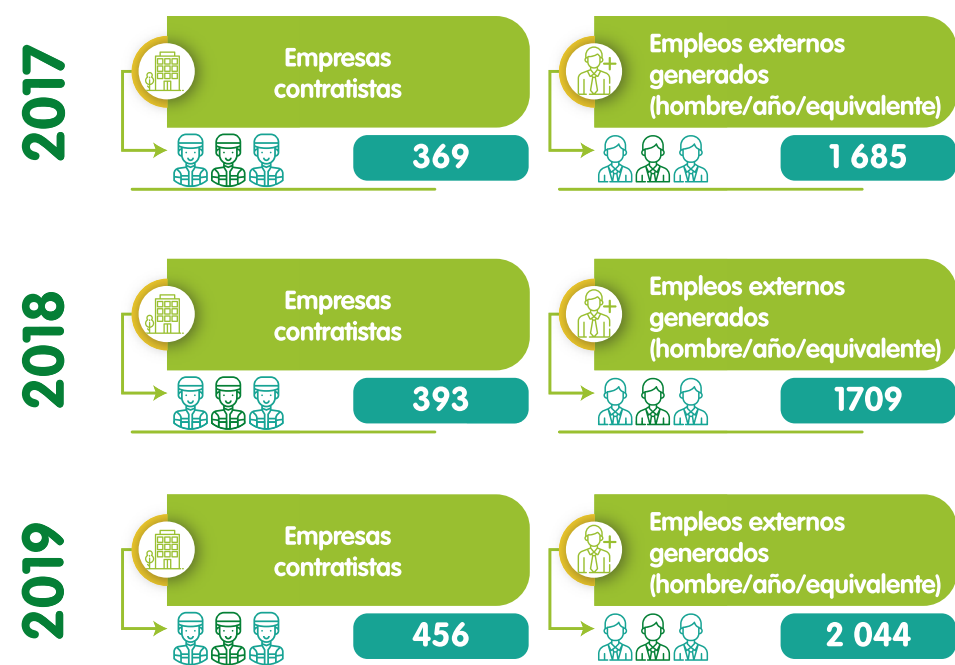 2017
Empresas
contratistas
369
Empleos externos
generados
(hombre/año/equivalente)
1 685
2018
Empresas
contratistas
393
Empleos externos
generados
(hombre/año/equivalente)
1709
2019
Empresas
contratistas
456
Empleos externos
generados
(hombre/año/equivalente)
2 044